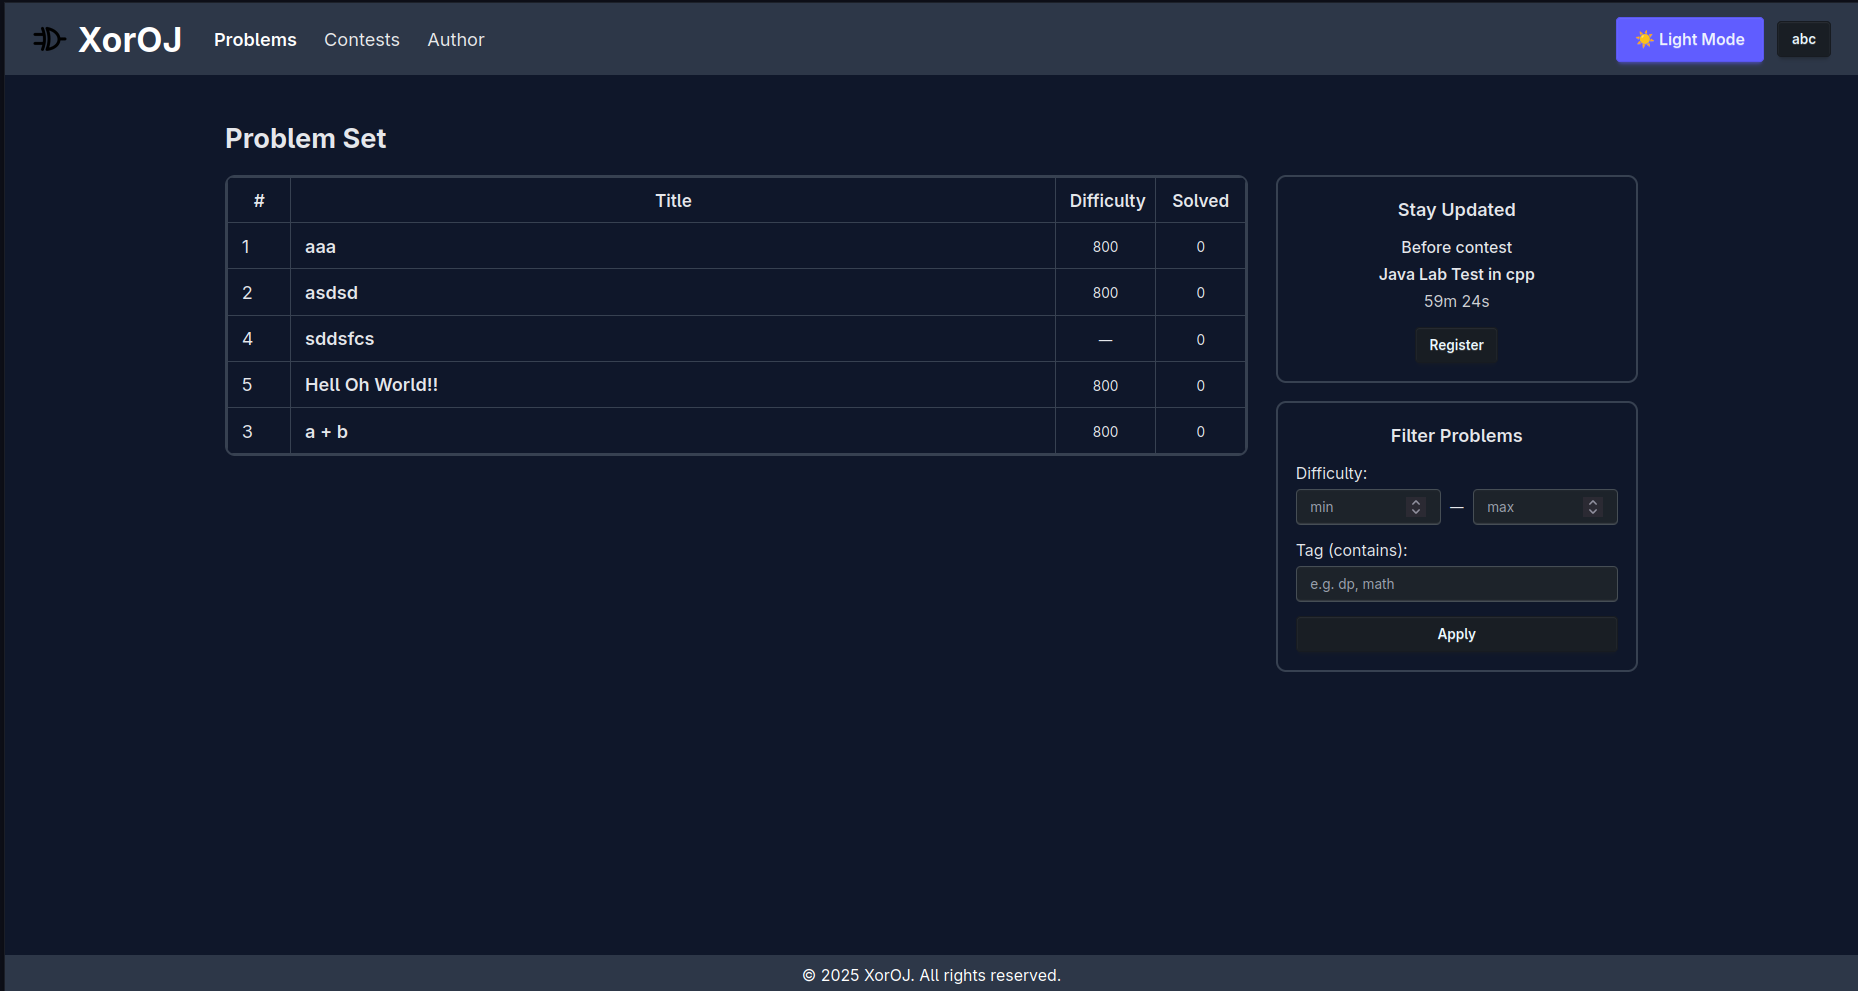 XorOJ Problems Contests Author ☀️ Light Mode abc
Problem Set
# Title Difficulty Solved
1 aaa 800 0
2 asdsd 800 0
4 sddsfcs — 0
5 Hell Oh World!! 800 0
3 a + b 800 0
Stay Updated
Before contest
Java Lab Test in cpp
59m 24s
Register
Filter Problems
Difficulty:
min — max
Tag (contains):
e.g. dp, math
Apply
© 2025 XorOJ. All rights reserved.